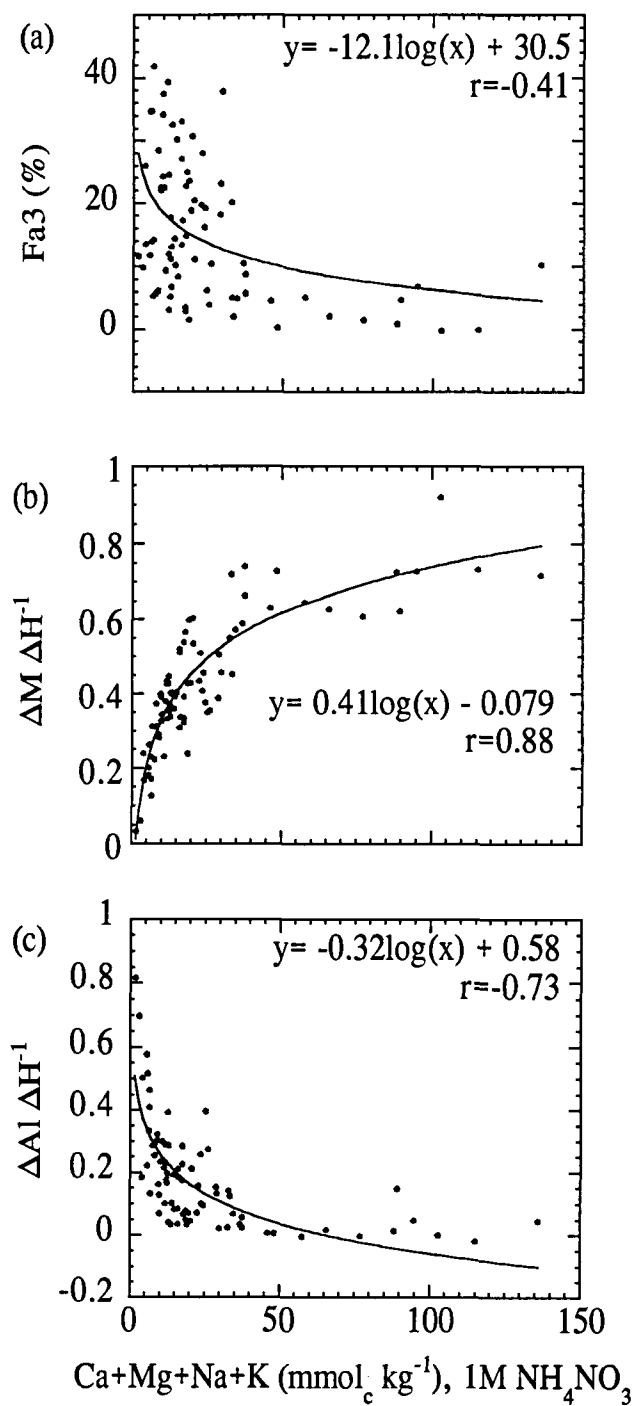 (a)
y= -12.1log(x) + 30.5
r=-0.41
40
20
0
Fa3 (%)
(b)
1
0.8
0.6
0.4
0.2
0
ΔM ΔH⁻¹
y= 0.41log(x) - 0.079
r=0.88
(c)
1
0.8
0.6
0.4
0.2
0
-0.2
ΔAl ΔH⁻¹
y= -0.32log(x) + 0.58
r=-0.73
0 50 100 150
Ca+Mg+Na+K (mmol_c kg⁻¹), 1M NH₄NO₃